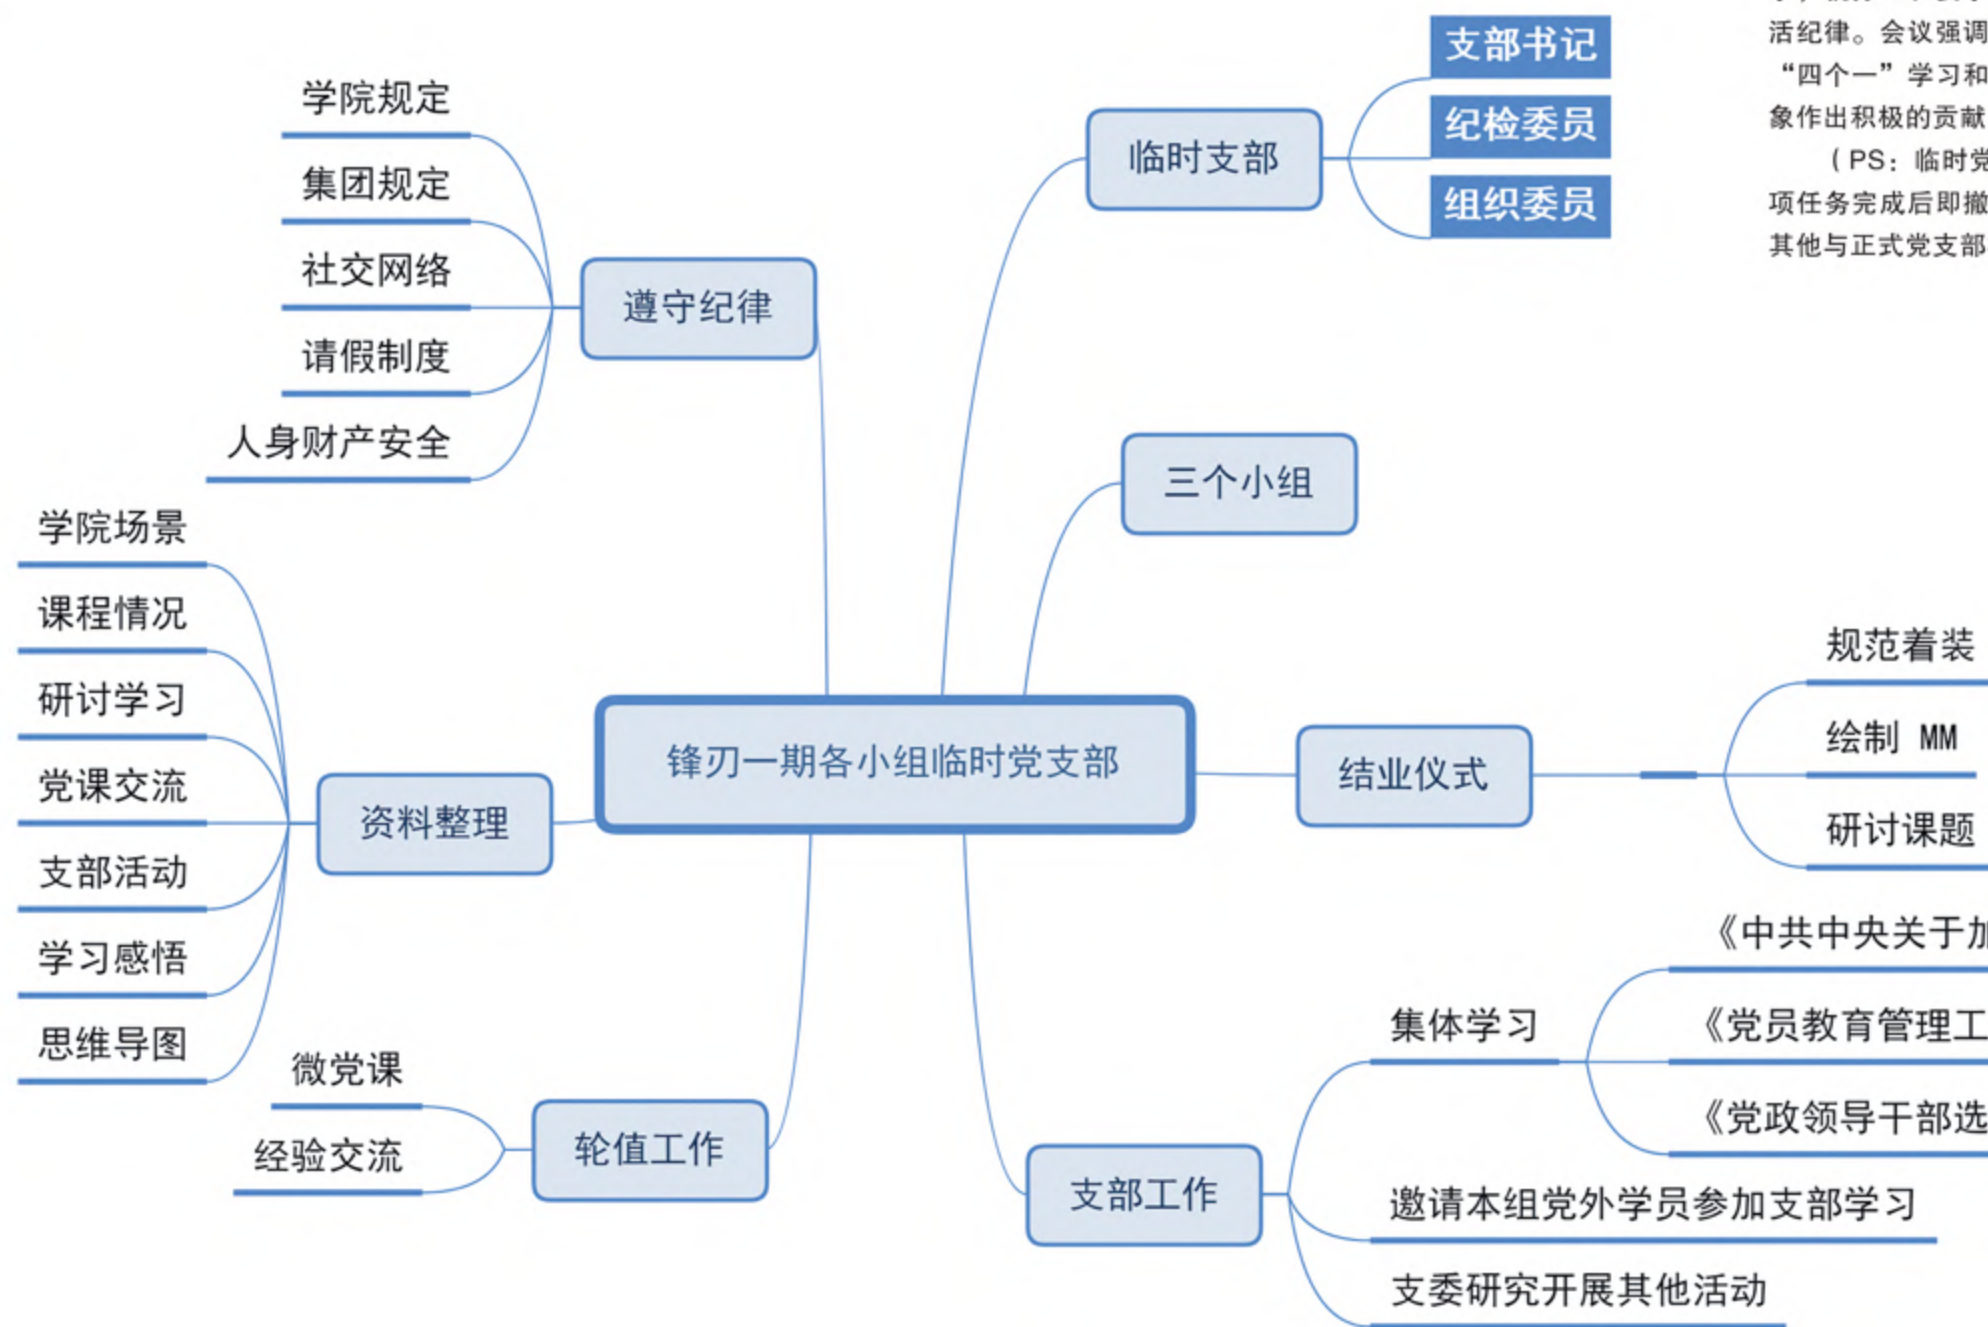 支部书记
纪检委员
组织委员
临时支部
活纪律。会议强调
“四个一”学习和
象作出积极的贡献
（PS：临时党
项任务完成后即撤
其他与正式党支部
学院规定
集团规定
社交网络
请假制度
人身财产安全
遵守纪律
三个小组
学院场景
课程情况
研讨学习
党课交流
支部活动
学习感悟
思维导图
资料整理
锋刃一期各小组临时党支部
结业仪式
规范着装
绘制 MM
研讨课题
微党课
经验交流
轮值工作
支部工作
集体学习
《中共中央关于加
《党员教育管理工
《党政领导干部选
邀请本组党外学员参加支部学习
支委研究开展其他活动